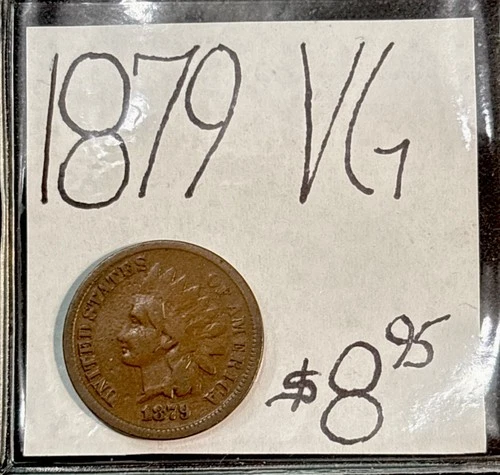 1879 VG
UNITED STATES OF AMERICA
1879
$8.95